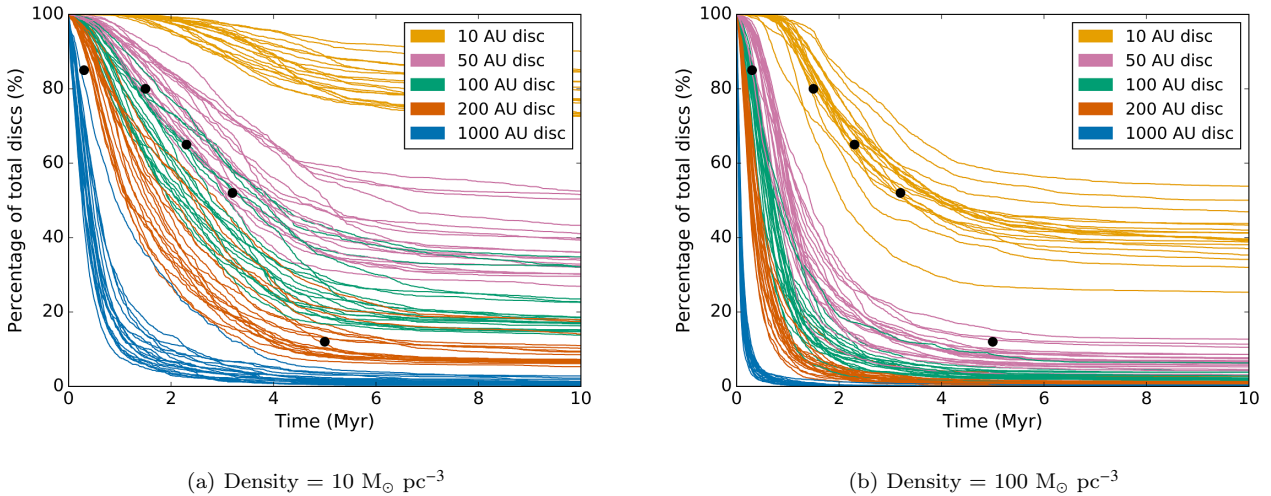 100
80
60
40
20
0
Percentage of total discs (%)
0 2 4 6 8 10
Time (Myr)
10 AU disc
50 AU disc
100 AU disc
200 AU disc
1000 AU disc
(a) Density = 10 M☉ pc⁻³
100
80
60
40
20
0
Percentage of total discs (%)
0 2 4 6 8 10
Time (Myr)
10 AU disc
50 AU disc
100 AU disc
200 AU disc
1000 AU disc
(b) Density = 100 M☉ pc⁻³